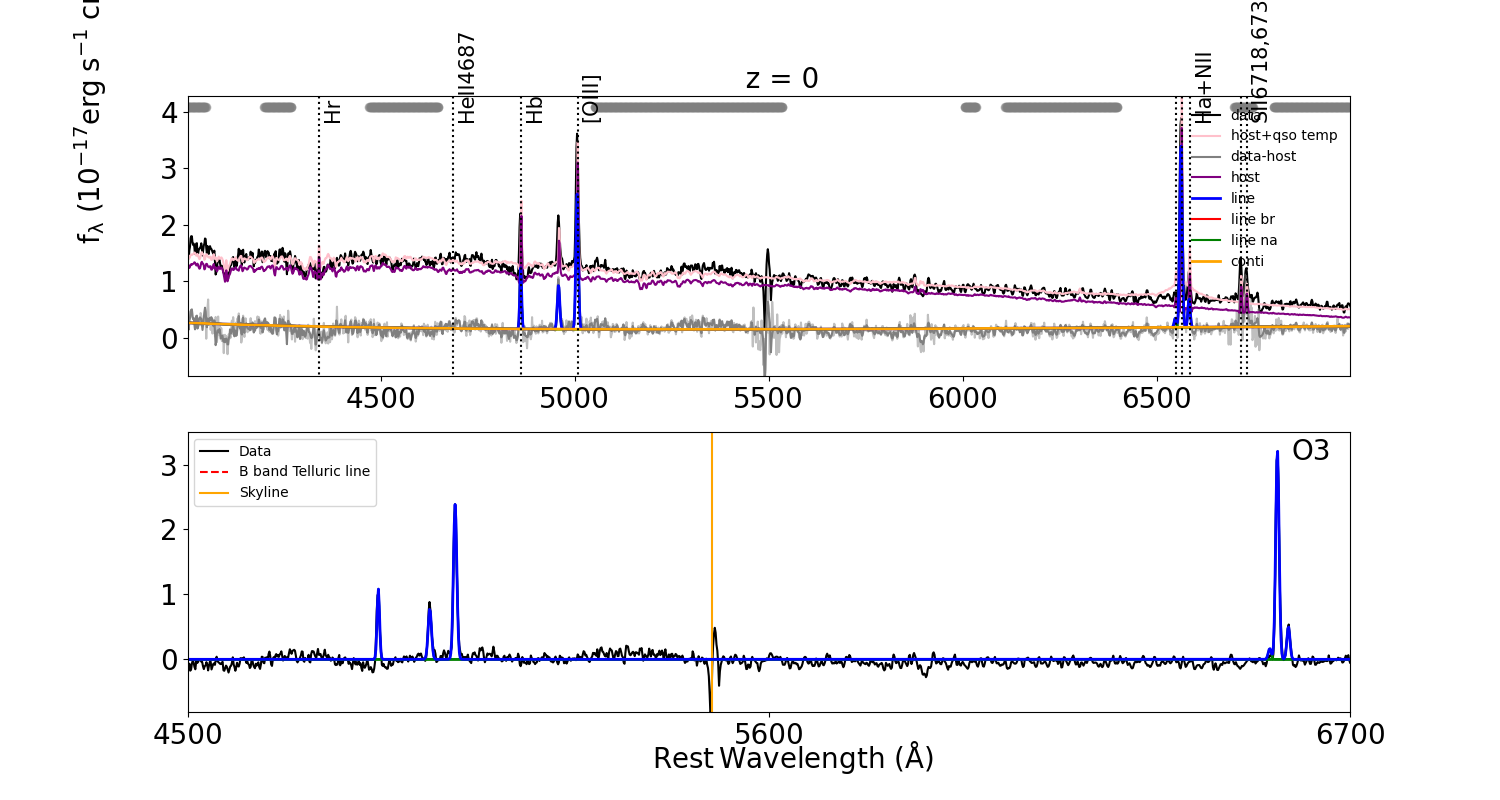 z = 0
f_λ (10^−17 erg s^−1
HeII4687
SII6718,673
Hr
Hb
[OIII]
Ha+NII
4
3
2
1
0
data
host+qso temp
data-host
host
line
line br
line na
conti
4500 5000 5500 6000 6500
O3
Data
B band Telluric line
Skyline
3
2
1
0
4500 5600 6700
Rest Wavelength (Å)